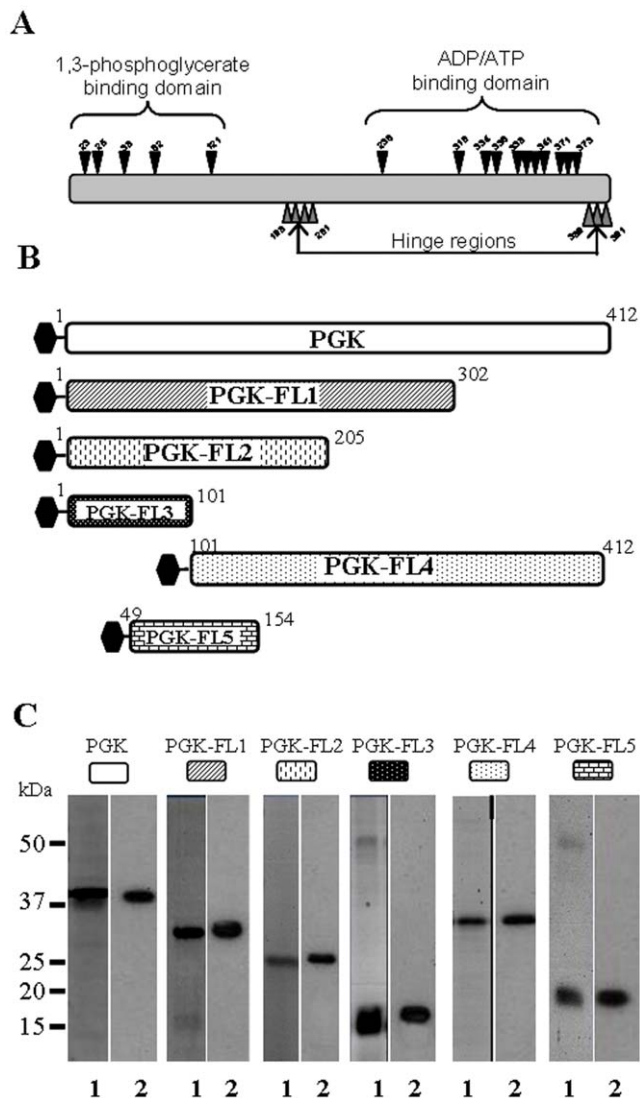 A
1,3-phosphoglycerate
binding domain
ADP/ATP
binding domain
Hinge regions
B
1
412
PGK
1
302
PGK-FL1
1
205
PGK-FL2
1
101
PGK-FL3
101
412
PGK-FL4
49
154
PGK-FL5
C
PGK PGK-FL1 PGK-FL2 PGK-FL3 PGK-FL4 PGK-FL5
kDa
50
37
25
20
15
1 2 1 2 1 2 1 2 1 2 1 2